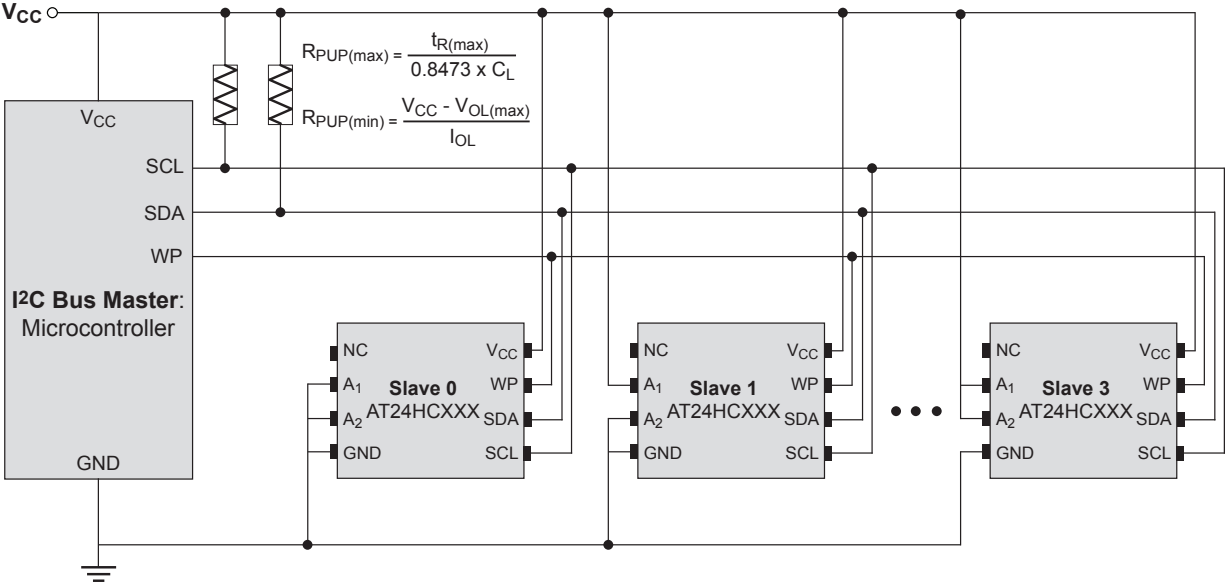 VCC
RPUP(max) = tR(max)
0.8473 x CL
RPUP(min) = VCC - VOL(max)
IOL
VCC
SCL
SDA
WP
I2C Bus Master:
Microcontroller
GND
NC
A1
A2
GND
Slave 0
AT24HCXXX
VCC
WP
SDA
SCL
NC
A1
A2
GND
Slave 1
AT24HCXXX
VCC
WP
SDA
SCL
NC
A1
A2
GND
Slave 3
AT24HCXXX
VCC
WP
SDA
SCL